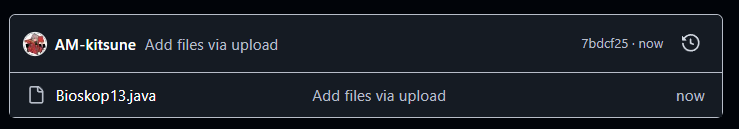 AM-kitsune Add files via upload 7bdcf25 · now
Bioskop13.java Add files via upload now